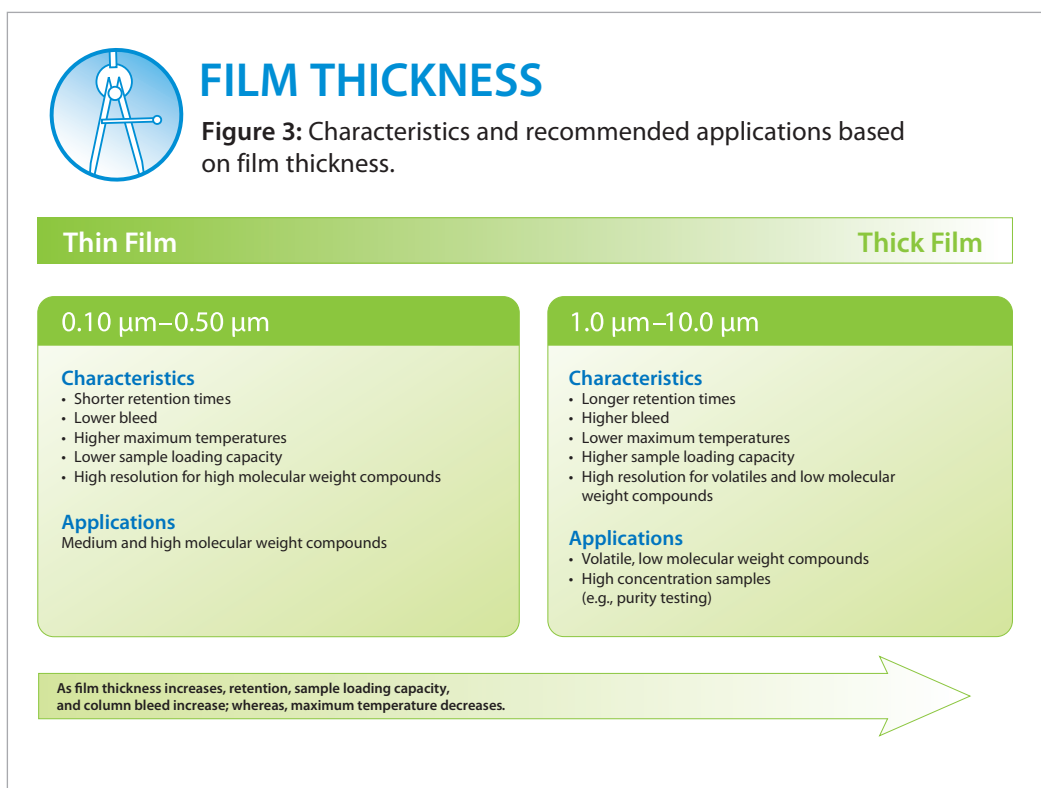 FILM THICKNESS
Figure 3: Characteristics and recommended applications based
on film thickness.
Thin Film
Thick Film
0.10 µm–0.50 µm
Characteristics
• Shorter retention times
• Lower bleed
• Higher maximum temperatures
• Lower sample loading capacity
• High resolution for high molecular weight compounds
Applications
Medium and high molecular weight compounds
1.0 µm–10.0 µm
Characteristics
• Longer retention times
• Higher bleed
• Lower maximum temperatures
• Higher sample loading capacity
• High resolution for volatiles and low molecular
weight compounds
Applications
• Volatile, low molecular weight compounds
• High concentration samples
(e.g., purity testing)
As film thickness increases, retention, sample loading capacity,
and column bleed increase; whereas, maximum temperature decreases.